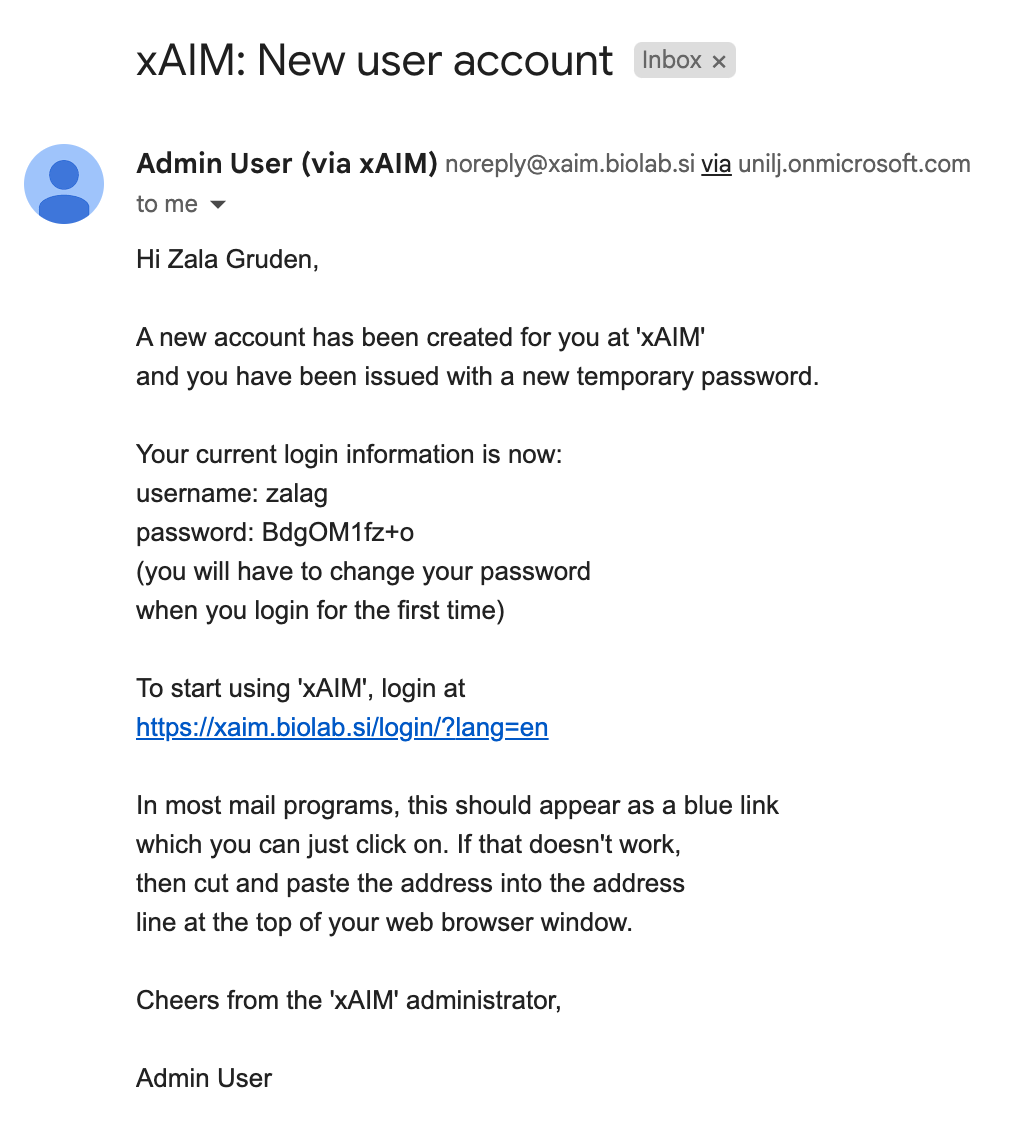 xAIM: New user account Inbox ×
Admin User (via xAIM) noreply@xaim.biolab.si via unilj.onmicrosoft.com
to me
Hi Zala Gruden,
A new account has been created for you at 'xAIM'
and you have been issued with a new temporary password.
Your current login information is now:
username: zalag
password: BdgOM1fz+o
(you will have to change your password
when you login for the first time)
To start using 'xAIM', login at
https://xaim.biolab.si/login/?lang=en
In most mail programs, this should appear as a blue link
which you can just click on. If that doesn't work,
then cut and paste the address into the address
line at the top of your web browser window.
Cheers from the 'xAIM' administrator,
Admin User